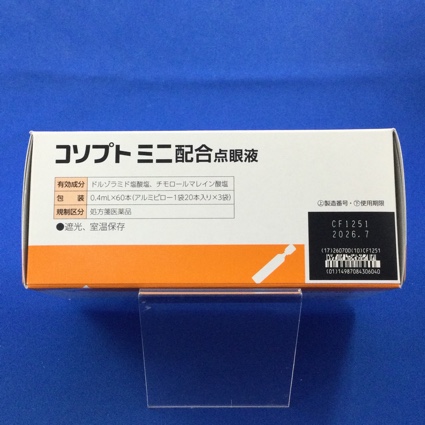 コソプト ミニ配合点眼液
有効成分 ドルゾラミド塩酸塩、チモロールマレイン酸塩
包装 0.4mL×60本(アルミピロー1袋20本入り×3袋)
規制区分 処方箋医薬品
●遮光、室温保存
製造番号・使用期限
CF1251
2026.7
(17)260700(10)CF1251
(01)14987084306040